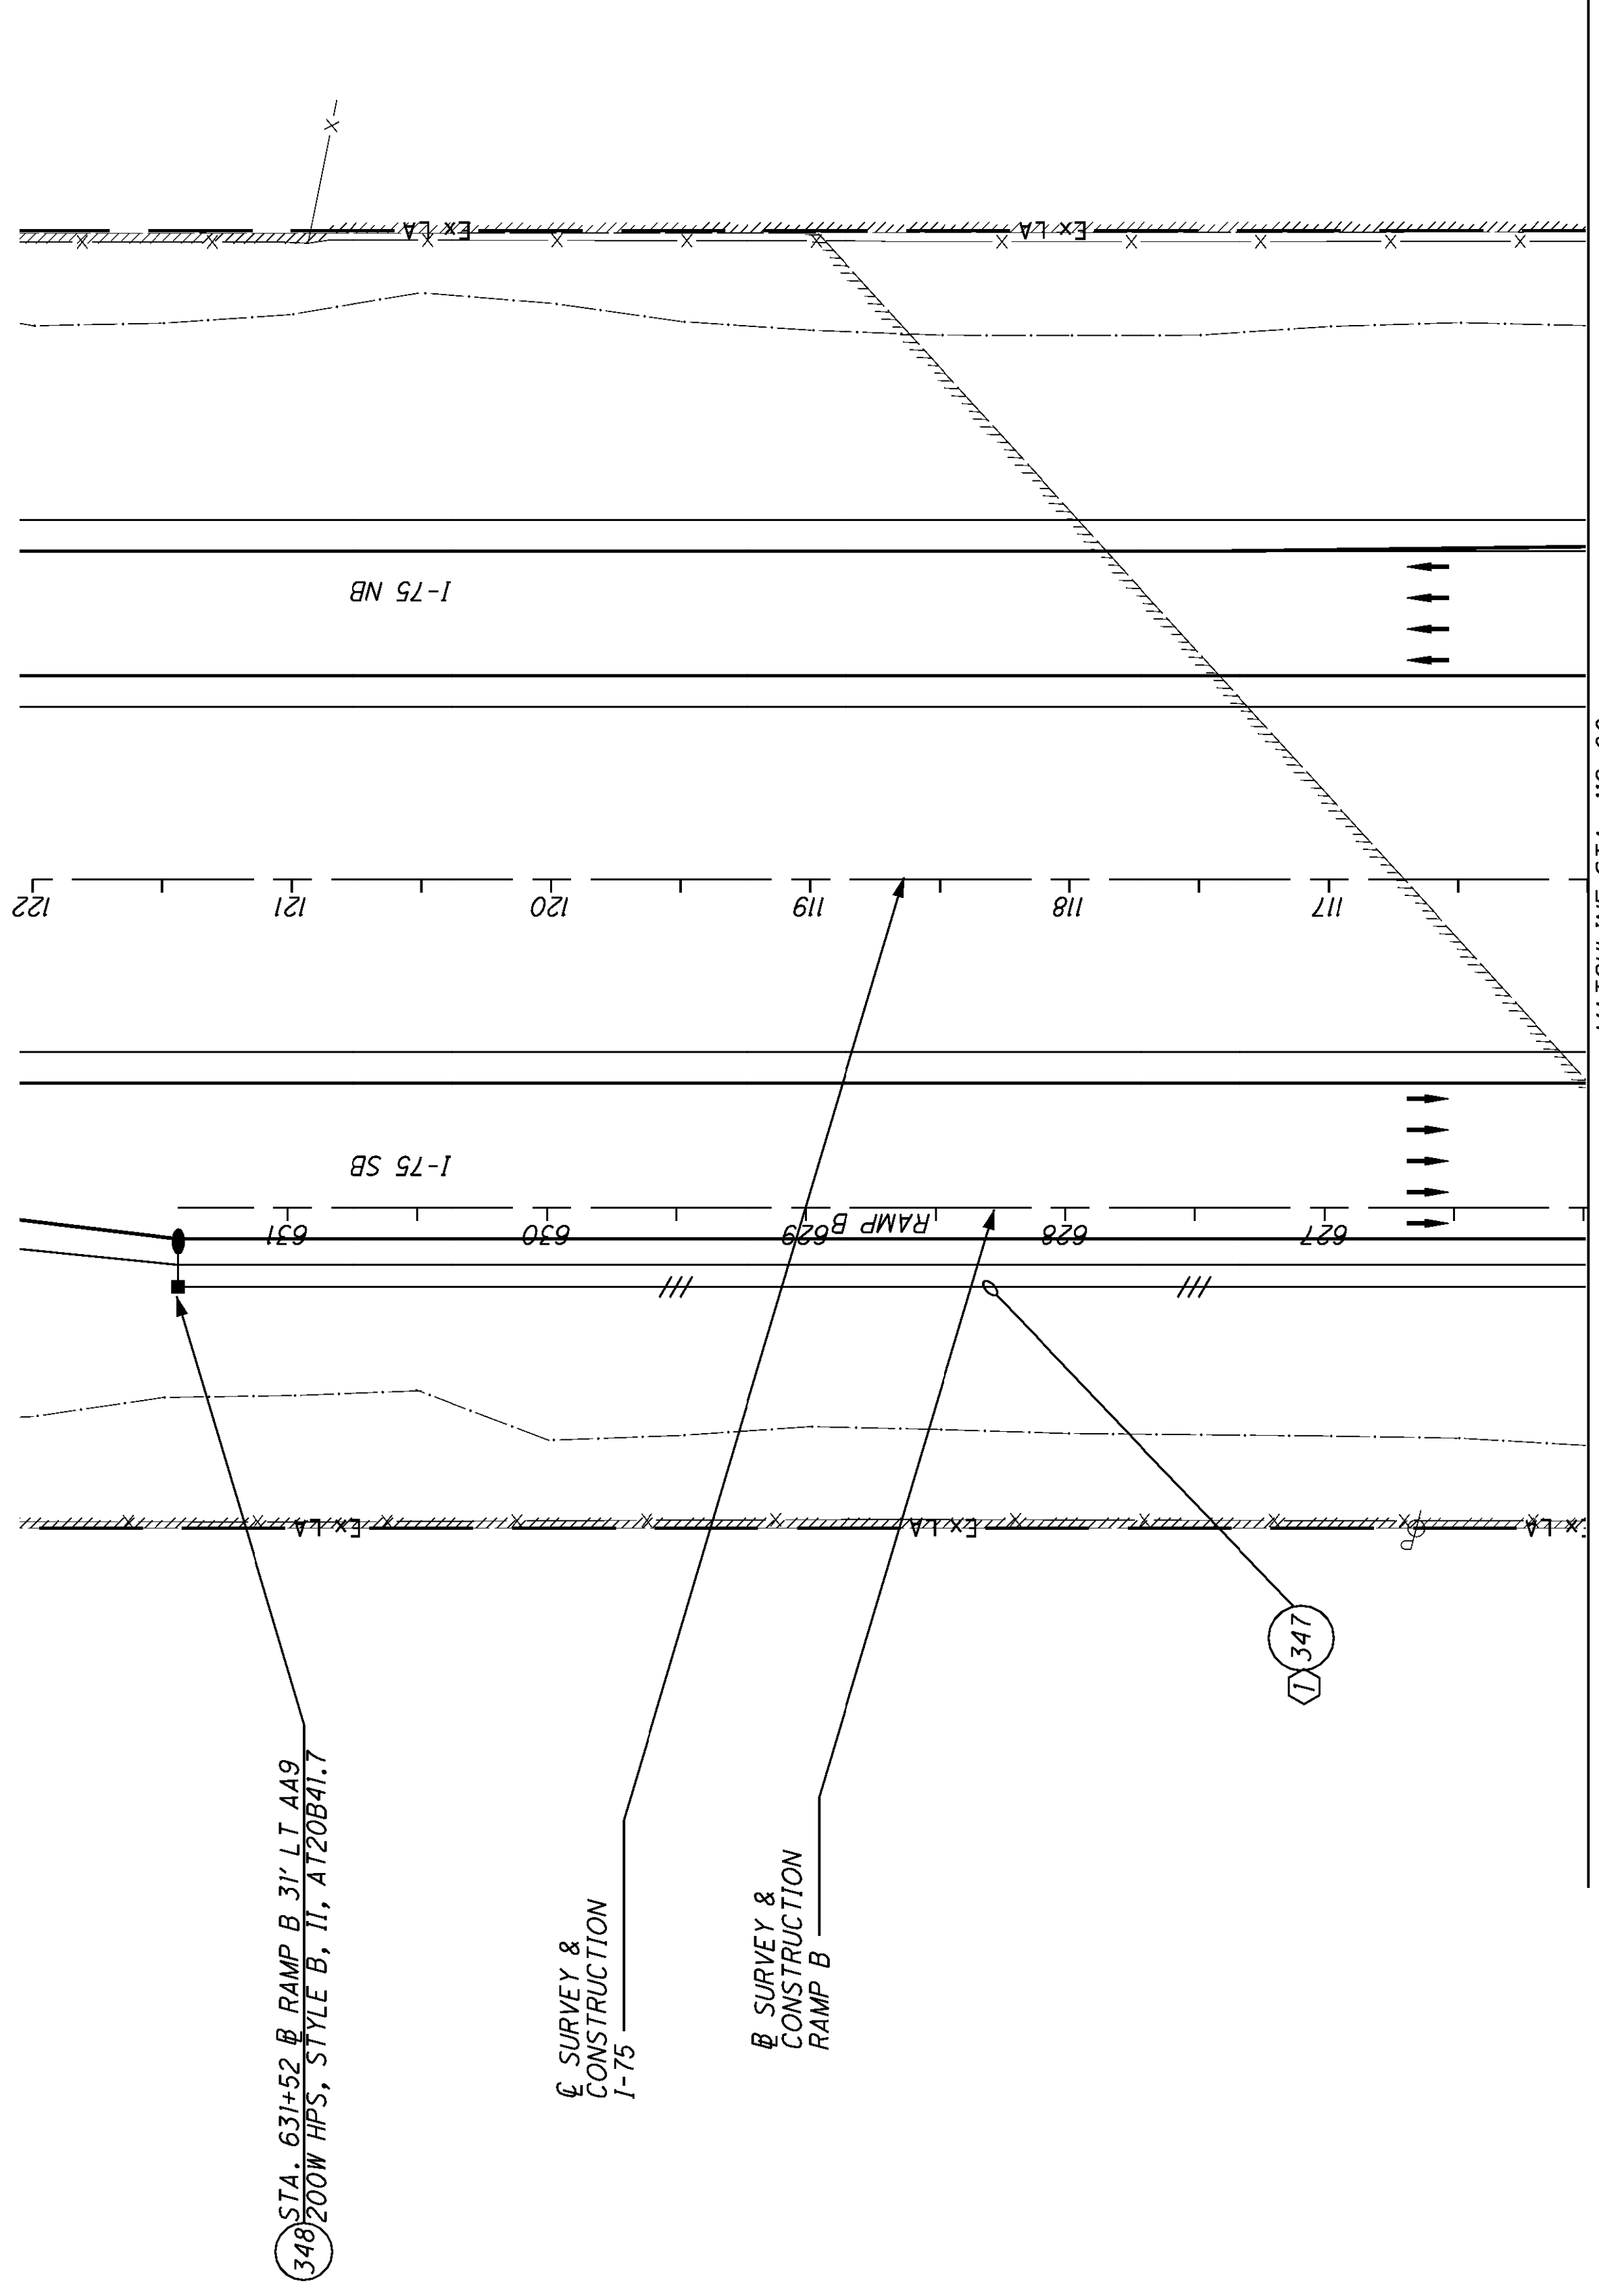 Ex LA
Ex LA
I-75 NB
122
121
120
119
118
117
I-75 SB
631
630
629
RAMP B
628
627
Ex LA
Ex LA
x LA
347
1
348
STA. 631+52 ⅊ RAMP B 31' LT AA9
200W HPS, STYLE B, II, AT20B41.7
℄ SURVEY &
CONSTRUCTION
I-75
⅊ SURVEY &
CONSTRUCTION
RAMP B